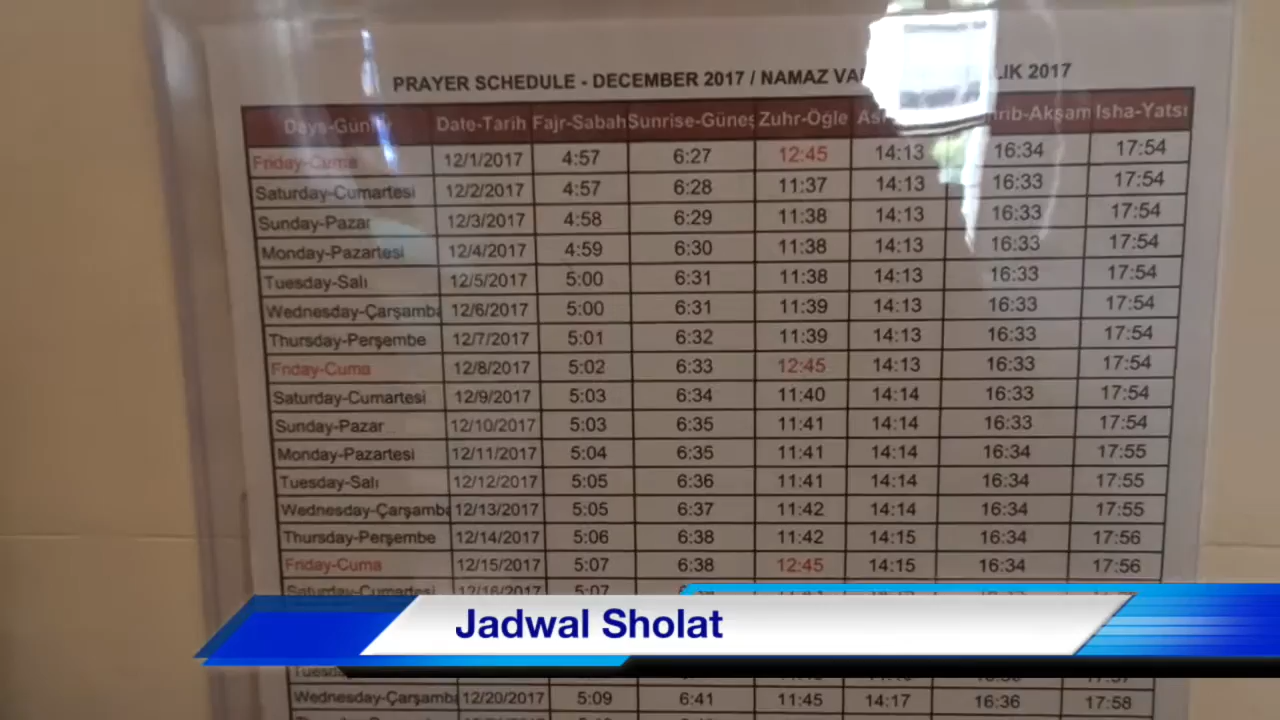 PRAYER SCHEDULE - DECEMBER 2017 / NAMAZ LIK 2017
Date-Tarih Fajr-Sabah Sunrise-Güneş Zuhr-Ögle Isha-Yatsı
Friday-Cuma 12/1/2017 4:57 6:27 12:45 14:13 16:34 17:54
Saturday-Cumartesi 12/2/2017 4:57 6:28 11:37 14:13 16:33 17:54
Sunday-Pazar 12/3/2017 4:58 6:29 11:38 14:13 16:33 17:54
Monday-Pazartesi 12/4/2017 4:59 6:30 11:38 14:13 16:33 17:54
Tuesday-Salı 12/5/2017 5:00 6:31 11:38 14:13 16:33 17:54
Wednesday-Çarşamba 12/6/2017 5:00 6:31 11:39 14:13 16:33 17:54
Thursday-Perşembe 12/7/2017 5:01 6:32 11:39 14:13 16:33 17:54
Friday-Cuma 12/8/2017 5:02 6:33 12:45 14:13 16:33 17:54
Saturday-Cumartesi 12/9/2017 5:03 6:34 11:40 14:14 16:33 17:54
Sunday-Pazar 12/10/2017 5:03 6:35 11:41 14:14 16:33 17:54
Monday-Pazartesi 12/11/2017 5:04 6:35 11:41 14:14 16:34 17:55
Tuesday-Salı 12/12/2017 5:05 6:36 11:41 14:14 16:34 17:55
Wednesday-Çarşamba 12/13/2017 5:05 6:37 11:42 14:14 16:34 17:55
Thursday-Perşembe 12/14/2017 5:06 6:38 11:42 14:15 16:34 17:56
Friday-Cuma 12/15/2017 5:07 6:38 12:45 14:15 16:34 17:56
Saturday-Cumartesi 12/16/2017 5:07
Jadwal Sholat
Wednesday-Çarşamba 12/20/2017 5:09 6:41 11:45 14:17 16:36 17:58